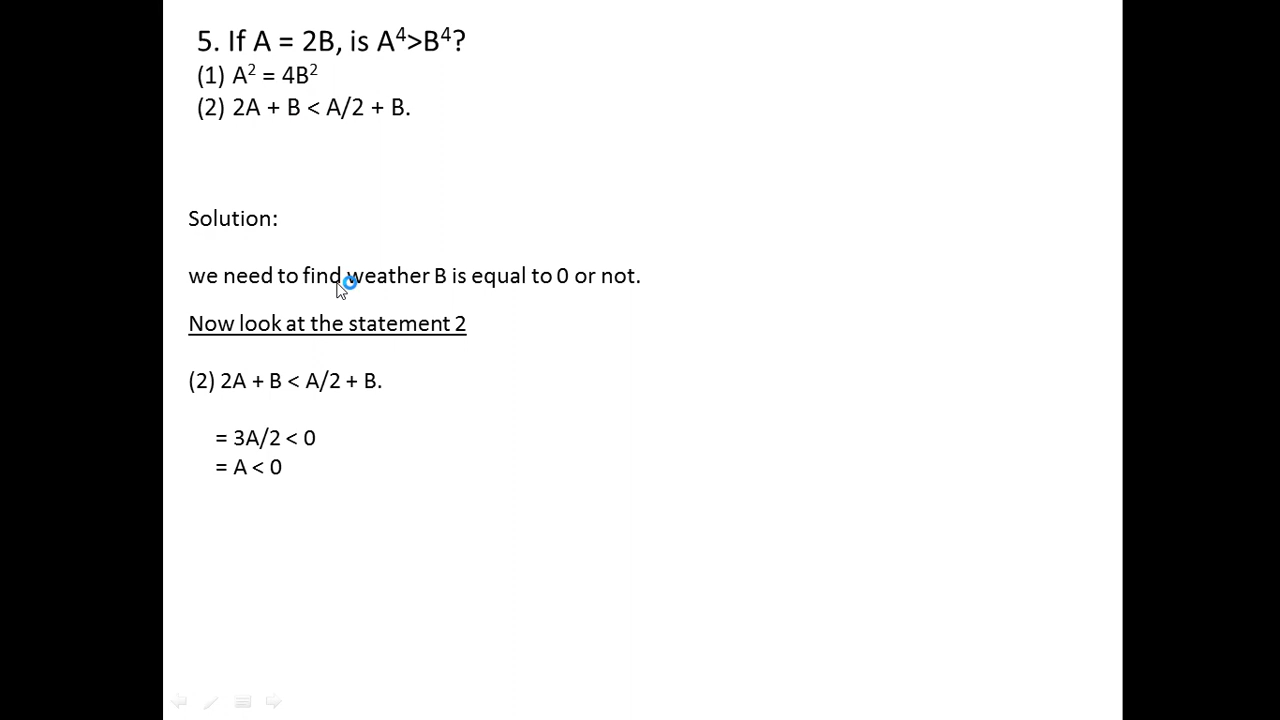 5. If A = 2B, is A⁴>B⁴?
(1) A² = 4B²
(2) 2A + B < A/2 + B.
Solution:
we need to find weather B is equal to 0 or not.
Now look at the statement 2
(2) 2A + B < A/2 + B.
= 3A/2 < 0
= A < 0